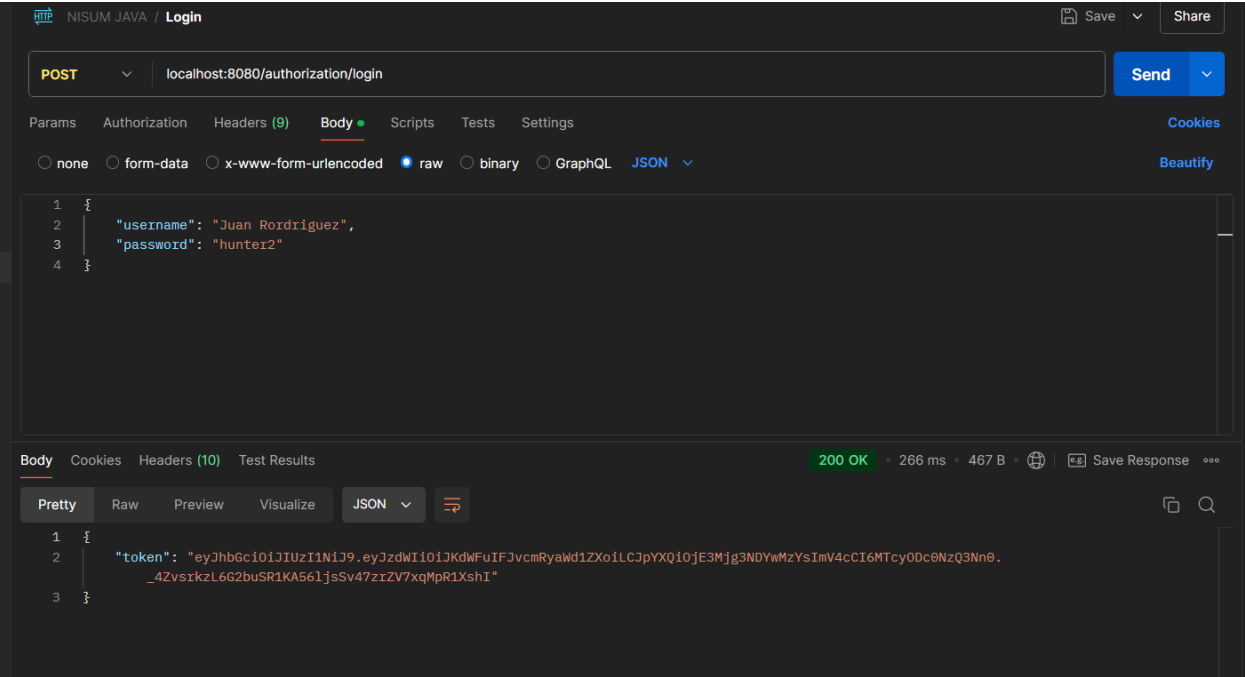 HTTP NISUM JAVA / Login Save Share
POST localhost:8080/authorization/login Send
Params Authorization Headers (9) Body Scripts Tests Settings Cookies
none form-data x-www-form-urlencoded raw binary GraphQL JSON Beautify
1 {
2 "username": "Juan Rordriguez",
3 "password": "hunter2"
4 }
Body Cookies Headers (10) Test Results 200 OK 266 ms 467 B e.g. Save Response
Pretty Raw Preview Visualize JSON
1 {
2 "token": "eyJhbGciOiJIUzI1NiJ9.eyJzdWIiOiJKdWFuIFJvcmRyaWd1ZXoiLCJpYXQiOjE3Mjg3NDYwMzYsImV4cCI6MTcyODc0NzQ3Nn0.
_4ZvsrkzL6G2buSR1KA56ljsSv47zrZV7xqMpR1XshI"
3 }